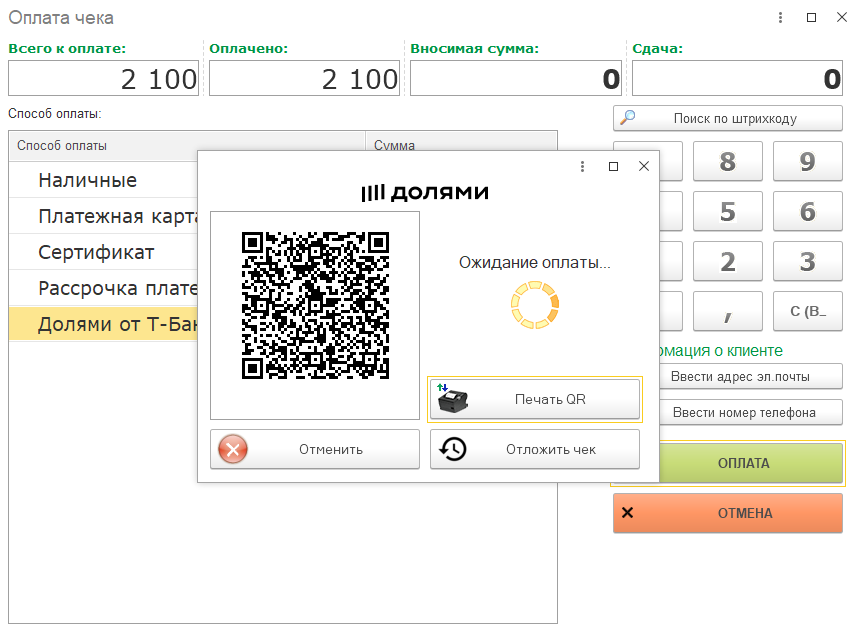 Оплата чека
Всего к оплате: Оплачено: Вносимая сумма: Сдача:
2 100 2 100 0 0
Способ оплаты:
Поиск по штрихкоду
Способ оплаты Сумма
Наличные
Платежная карта
Сертификат
Рассрочка плате
Долями от Т-Бан
долями
Ожидание оплаты...
Печать QR
Отменить
Отложить чек
8 9
5 6
2 3
, C (В_
рмация о клиенте
Ввести адрес эл.почты
Ввести номер телефона
ОПЛАТА
ОТМЕНА